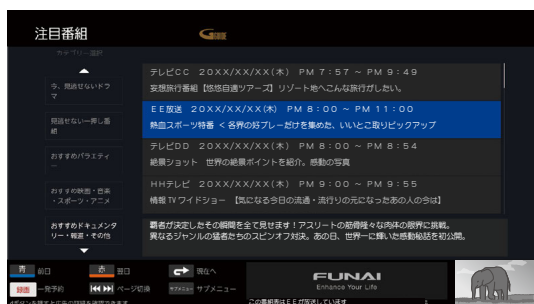 注目番組
G GUIDE
カテゴリー選択
今、見逃せないドラ
マ
見逃せない一押し番
組
おすすめバラエティ
ー
おすすめ映画・音楽
・スポーツ・アニメ
おすすめドキュメンタ
リー・報道・その他
テレビCC 20XX/XX/XX(木) PM 7:57 ~ PM 9:49
妄想旅行番組【悠悠自適ツアーズ】リゾート地へこんな旅行がしたい。
EE放送 20XX/XX/XX(木) PM 8:00 ~ PM 11:00
熱血スポーツ特番 < 各界の好プレーだけを集めた、いいとこ取りピックアップ
テレビDD 20XX/XX/XX(木) PM 8:00 ~ PM 8:54
絶景ショット 世界の絶景ポイントを紹介。感動の写真
HHテレビ 20XX/XX/XX(木) PM 9:00 ~ PM 9:55
情報TVワイドショー 【気になる今日の流通・流行りの元になったあの人の今は】
覇者が決定したその瞬間を全て見せます!アスリートの筋骨隆々な肉体の限界に挑戦。
異なるジャンルの猛者たちのスピンオフ対決。あの日、世界一に輝いた感動秘話を初公開。
青 前日 赤 翌日 現在へ
録画 一発予約 ページ切換 サブメニュー サブメニュー
FUNAI
Enhance Your Life
この番組表はEEが放送しています